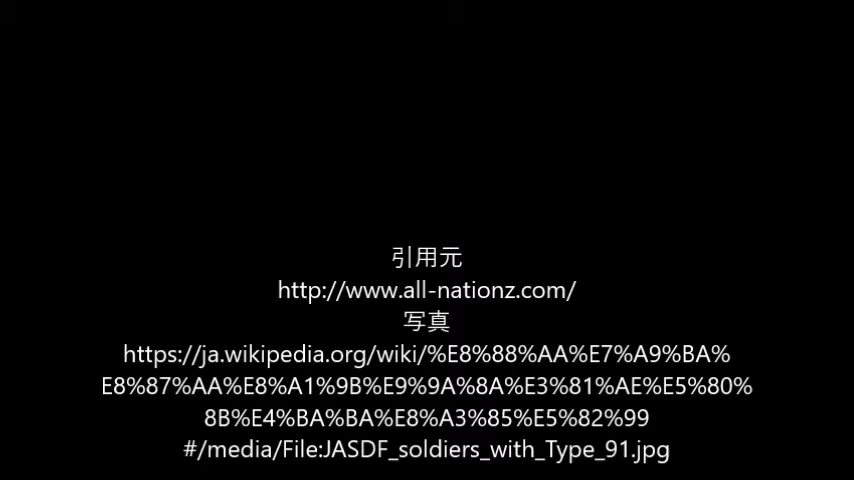 引用元
http://www.all-nationz.com/
写真
https://ja.wikipedia.org/wiki/%E8%88%AA%E7%A9%BA%
E8%87%AA%E8%A1%9B%E9%9A%8A%E3%81%AE%E5%80%
8B%E4%BA%BA%E8%A3%85%E5%82%99
#/media/File:JASDF_soldiers_with_Type_91.jpg